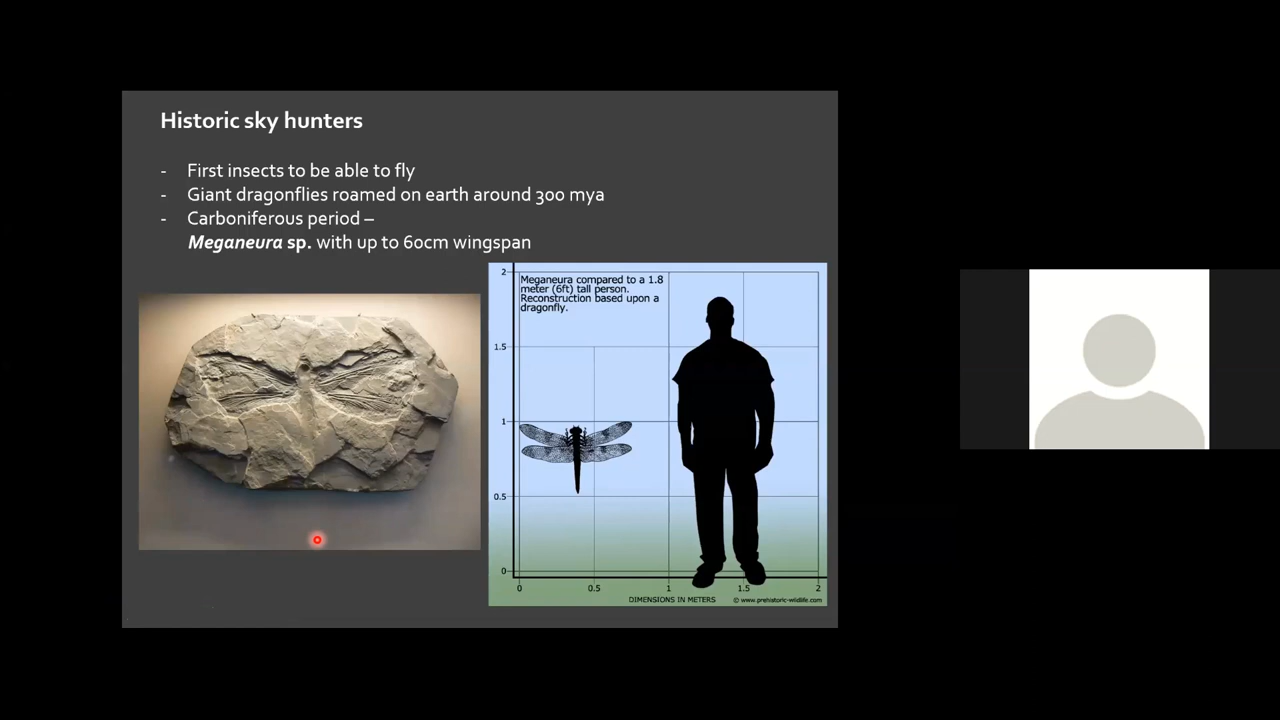 Historic sky hunters
- First insects to be able to fly
- Giant dragonflies roamed on earth around 300 mya
- Carboniferous period –
Meganeura sp. with up to 60cm wingspan
2
Meganeura compared to a 1.8
meter (6ft) tall person.
Reconstruction based upon a
dragonfly.
1.5
1
0.5
0
0 0.5 1 1.5 2
DIMENSIONS IN METERS © www.prehistoric-wildlife.com